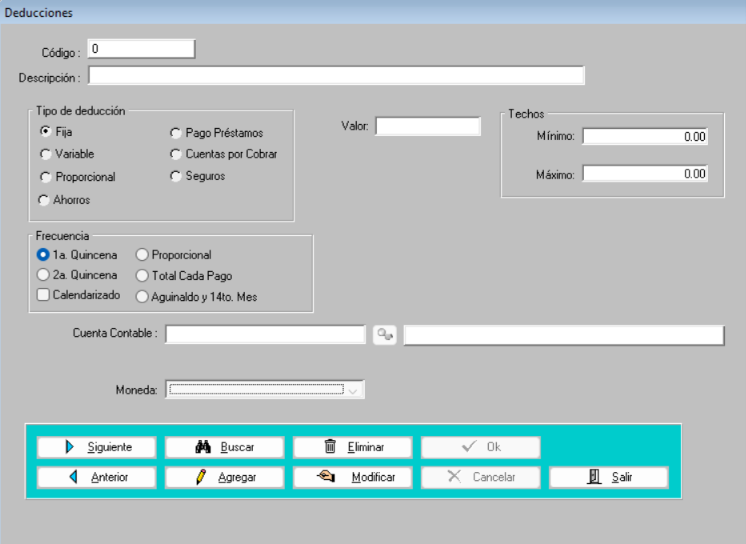 Deducciones
Código : 0
Descripción :
Tipo de deducción
Fija
Pago Préstamos
Variable
Cuentas por Cobrar
Proporcional
Seguros
Ahorros
Valor:
Techos
Mínimo: 0.00
Máximo: 0.00
Frecuencia
1a. Quincena
Proporcional
2a. Quincena
Total Cada Pago
Calendarizado
Aguinaldo y 14to. Mes
Cuenta Contable :
Moneda:
Siguiente
Buscar
Eliminar
Ok
Anterior
Agregar
Modificar
Cancelar
Salir